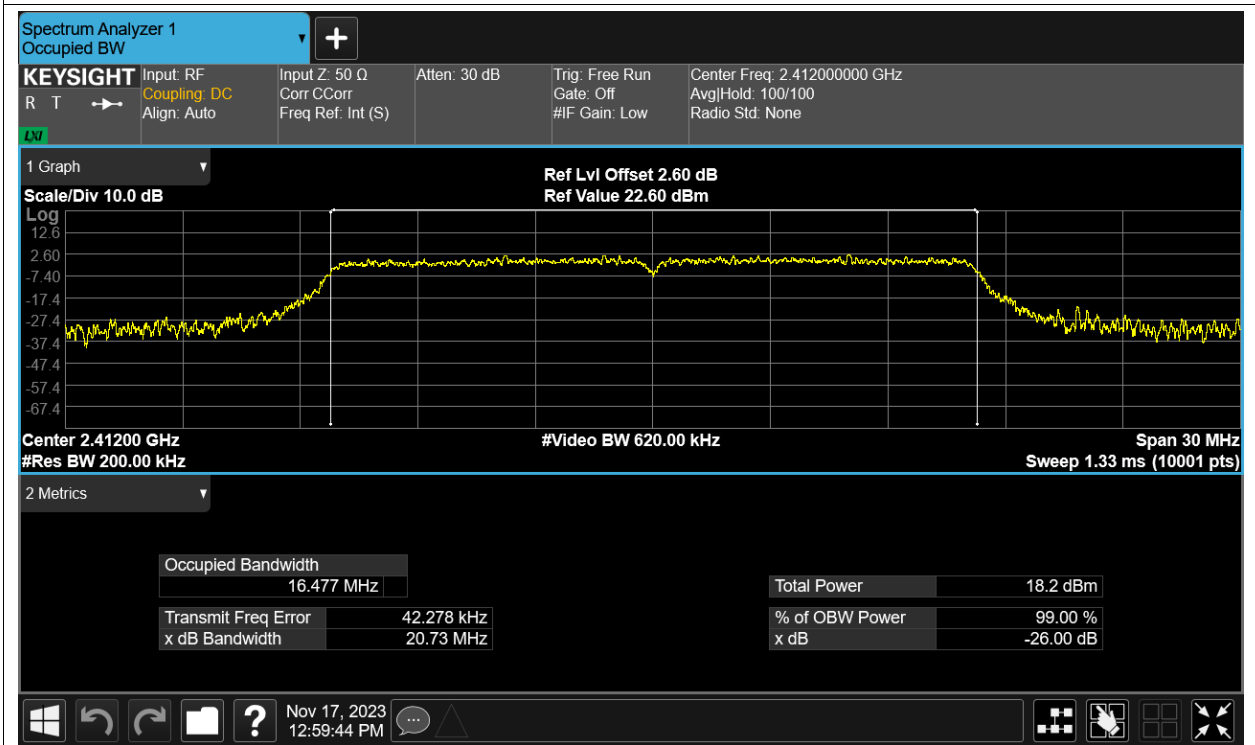 Spectrum Analyzer 1
Occupied BW
KEYSIGHT
R T
LXI
Input: RF
Coupling: DC
Align: Auto
Input Z: 50 Ω
Corr CCorr
Freq Ref: Int (S)
Atten: 30 dB
Trig: Free Run
Gate: Off
#IF Gain: Low
Center Freq: 2.412000000 GHz
Avg|Hold: 100/100
Radio Std: None
1 Graph
Scale/Div 10.0 dB
Ref Lvl Offset 2.60 dB
Ref Value 22.60 dBm
Log
12.6
2.60
-7.40
-17.4
-27.4
-37.4
-47.4
-57.4
-67.4
Center 2.41200 GHz
#Res BW 200.00 kHz
#Video BW 620.00 kHz
Span 30 MHz
Sweep 1.33 ms (10001 pts)
2 Metrics
Occupied Bandwidth
16.477 MHz
Transmit Freq Error 42.278 kHz
x dB Bandwidth 20.73 MHz
Total Power 18.2 dBm
% of OBW Power 99.00 %
x dB -26.00 dB
?
Nov 17, 2023
12:59:44 PM